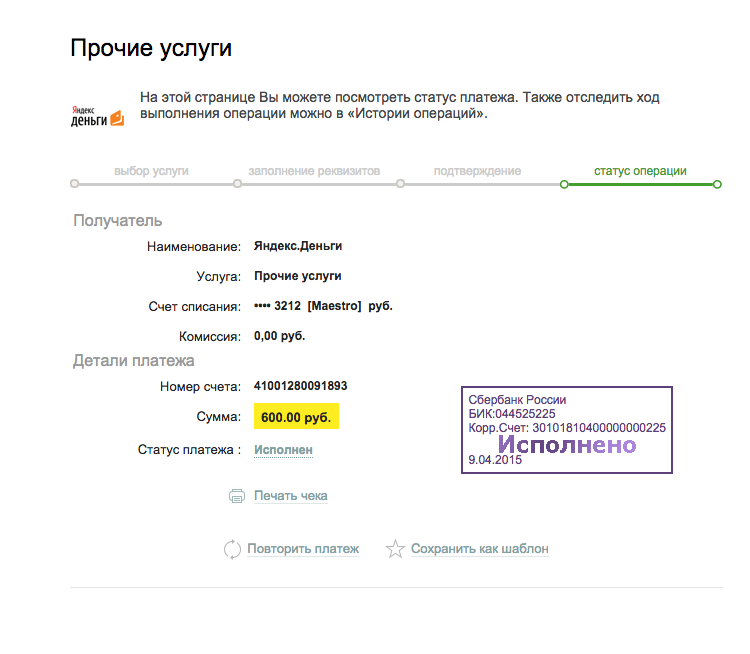 Прочие услуги
На этой странице Вы можете посмотреть статус платежа. Также отследить ход
выполнения операции можно в «Истории операций».
Яндекс
деньги
выбор услуги
заполнение реквизитов
подтверждение
статус операции
Получатель
Наименование: Яндекс.Деньги
Услуга: Прочие услуги
Счет списания: •••• 3212 [Maestro] руб.
Комиссия: 0,00 руб.
Детали платежа
Номер счета: 41001280091893
Сумма: 600.00 руб.
Статус платежа : Исполнен
Сбербанк России
БИК:044525225
Корр.Счет: 30101810400000000225
Исполнено
9.04.2015
Печать чека
Повторить платеж
Сохранить как шаблон